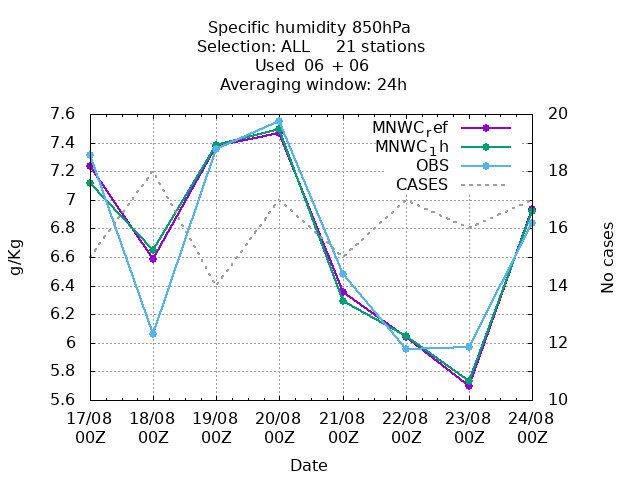 Specific humidity 850hPa
Selection: ALL 21 stations
Used 06 + 06
Averaging window: 24h
7.6
7.4
7.2
7
6.8
6.6
6.4
6.2
6
5.8
5.6
g/Kg
MNWCref
MNWC1h
OBS
CASES
20
18
16
14
12
10
No cases
17/08 18/08 19/08 20/08 21/08 22/08 23/08 24/08
00Z 00Z 00Z 00Z 00Z 00Z 00Z 00Z
Date